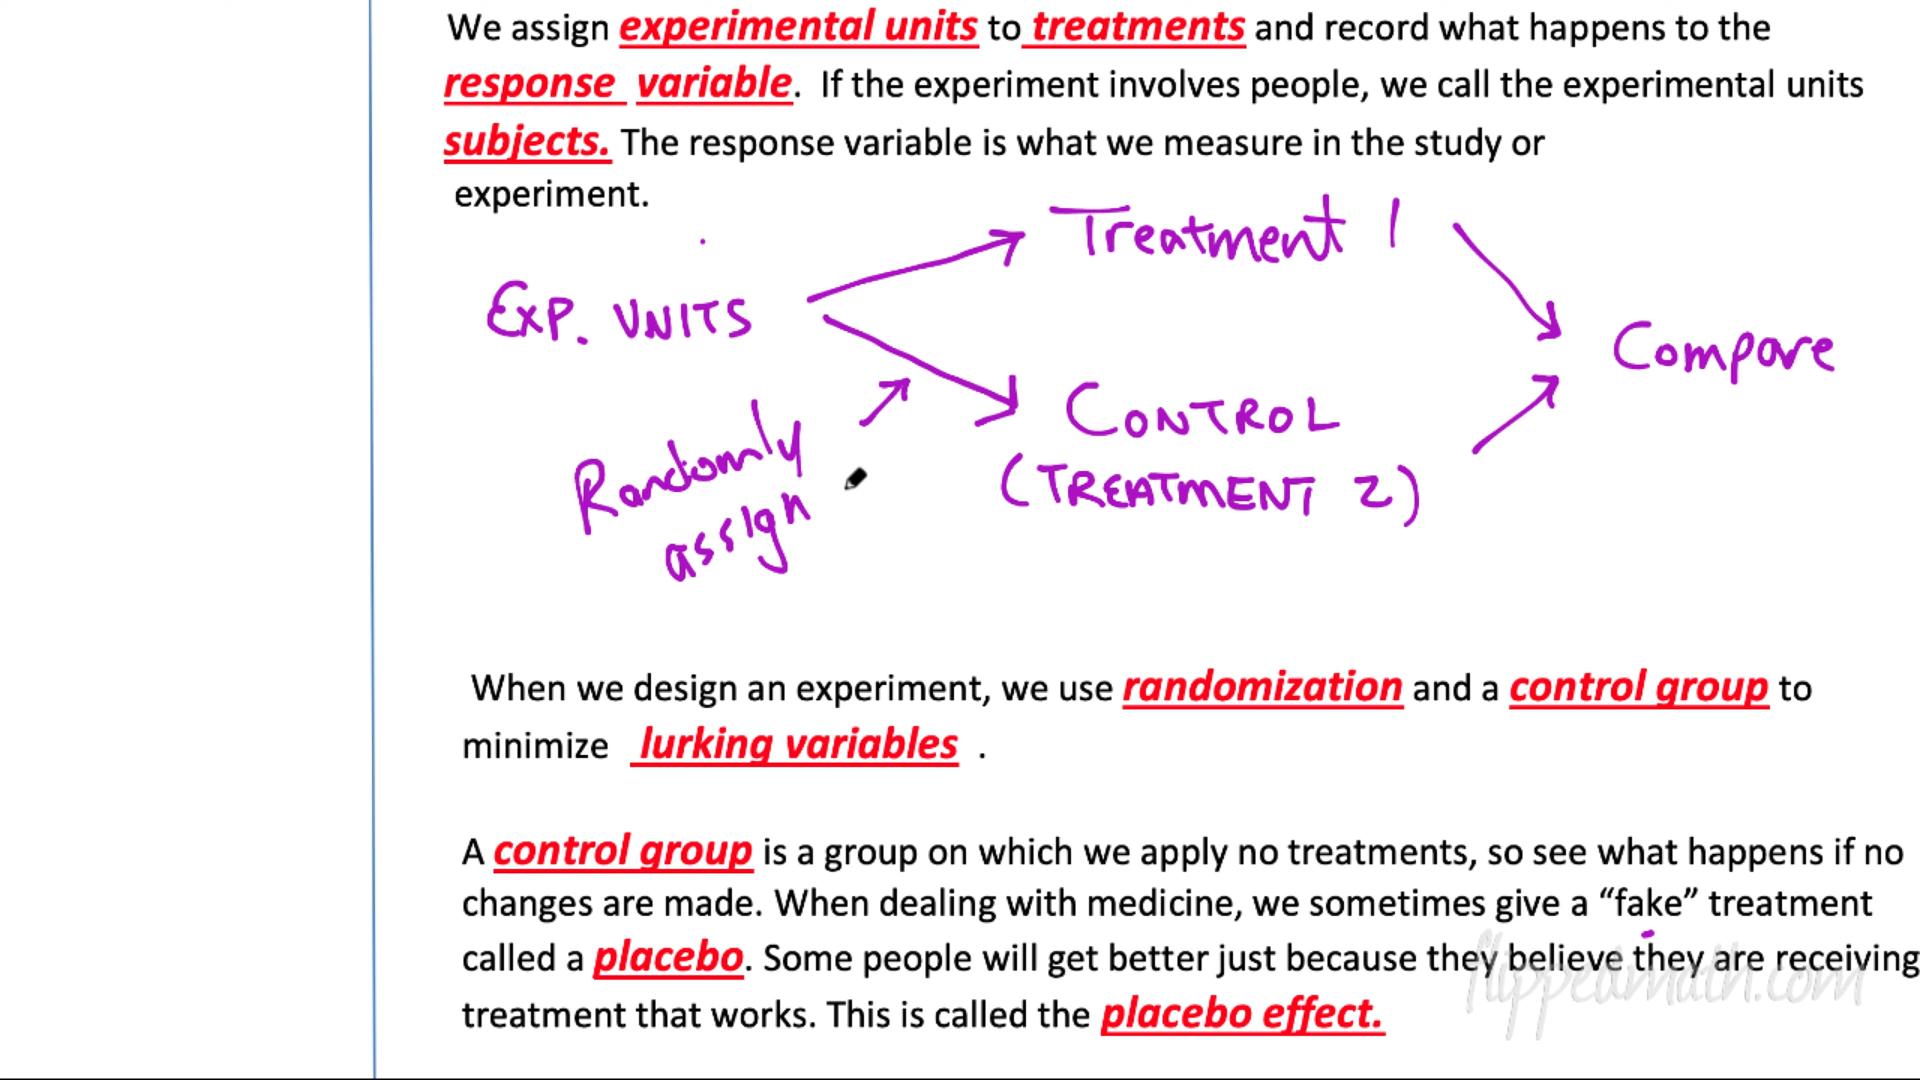 We assign experimental units to treatments and record what happens to the
response variable. If the experiment involves people, we call the experimental units
subjects. The response variable is what we measure in the study or
experiment.
Treatment 1
Exp. UNITS
Compare
CONTROL
(TREATMENT 2)
Randomly
assign
When we design an experiment, we use randomization and a control group to
minimize lurking variables .
A control group is a group on which we apply no treatments, so see what happens if no
changes are made. When dealing with medicine, we sometimes give a “fake” treatment
called a placebo. Some people will get better just because they believe they are receiving
treatment that works. This is called the placebo effect.
flippedmath.com